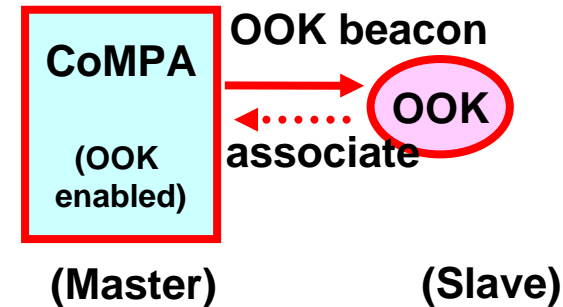 OOK beacon
CoMPA
OOK
associate
(OOK
enabled)
(Master)
(Slave)